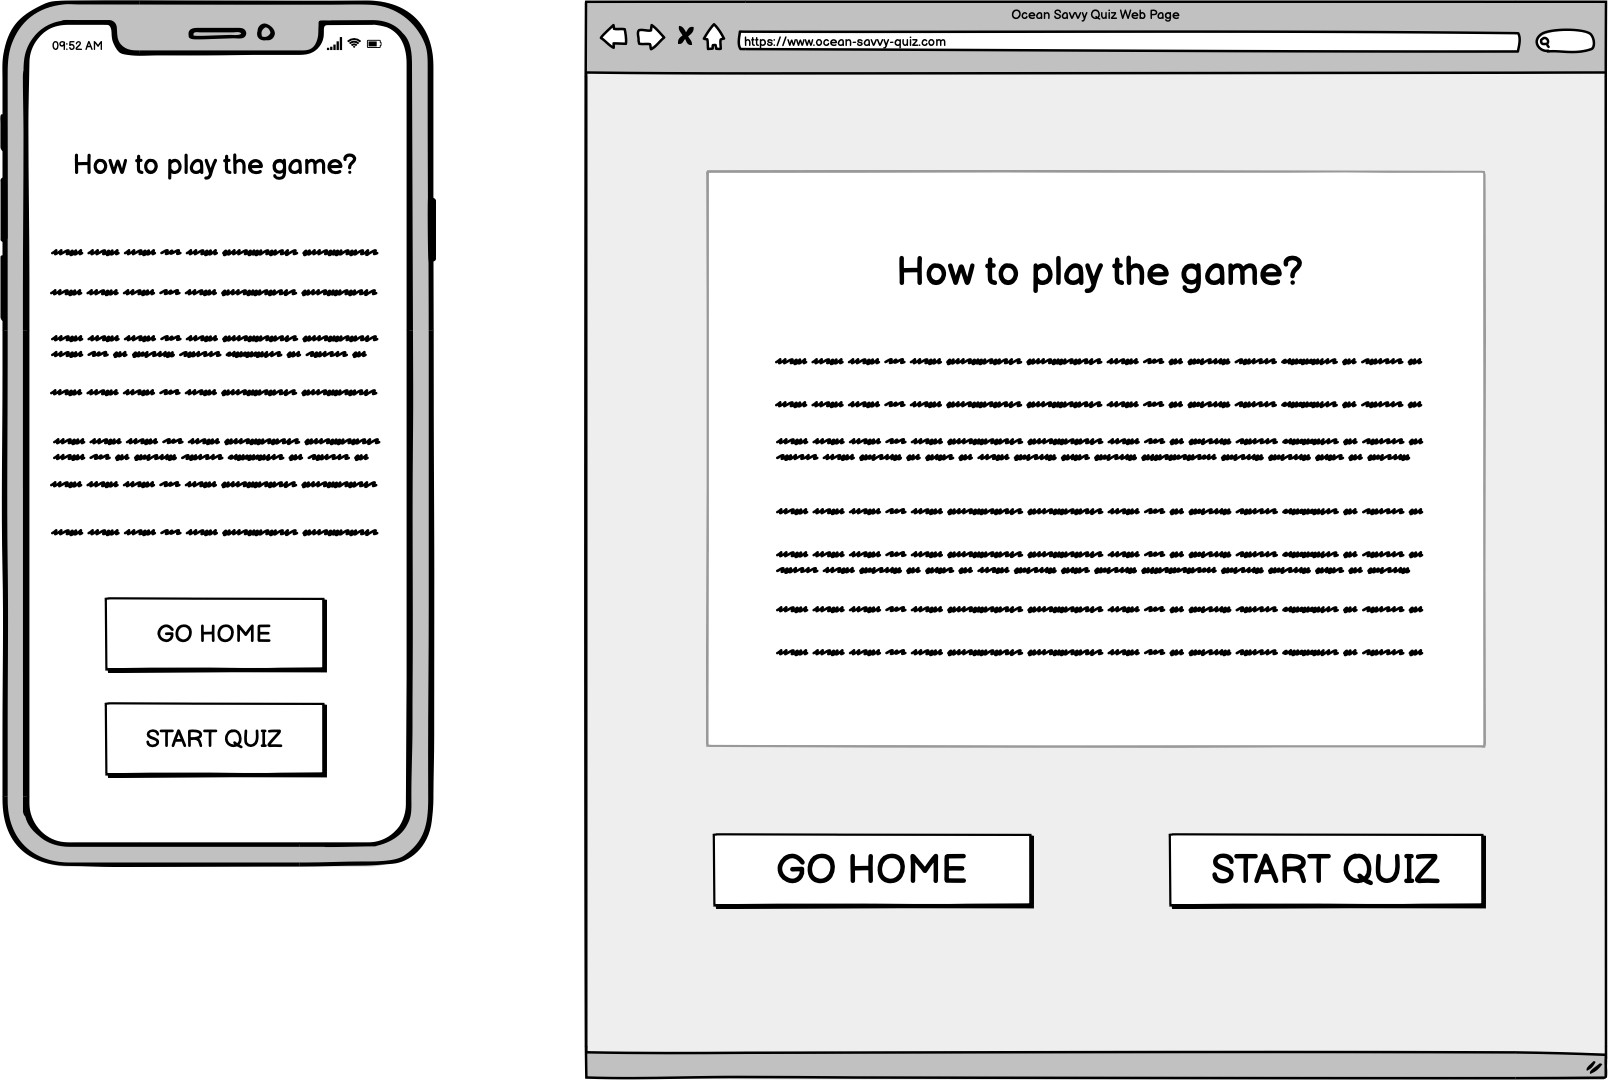 09:52 AM
How to play the game?
GO HOME
START QUIZ
Ocean Savvy Quiz Web Page
https://www.ocean-savvy-quiz.com
How to play the game?
GO HOME
START QUIZ